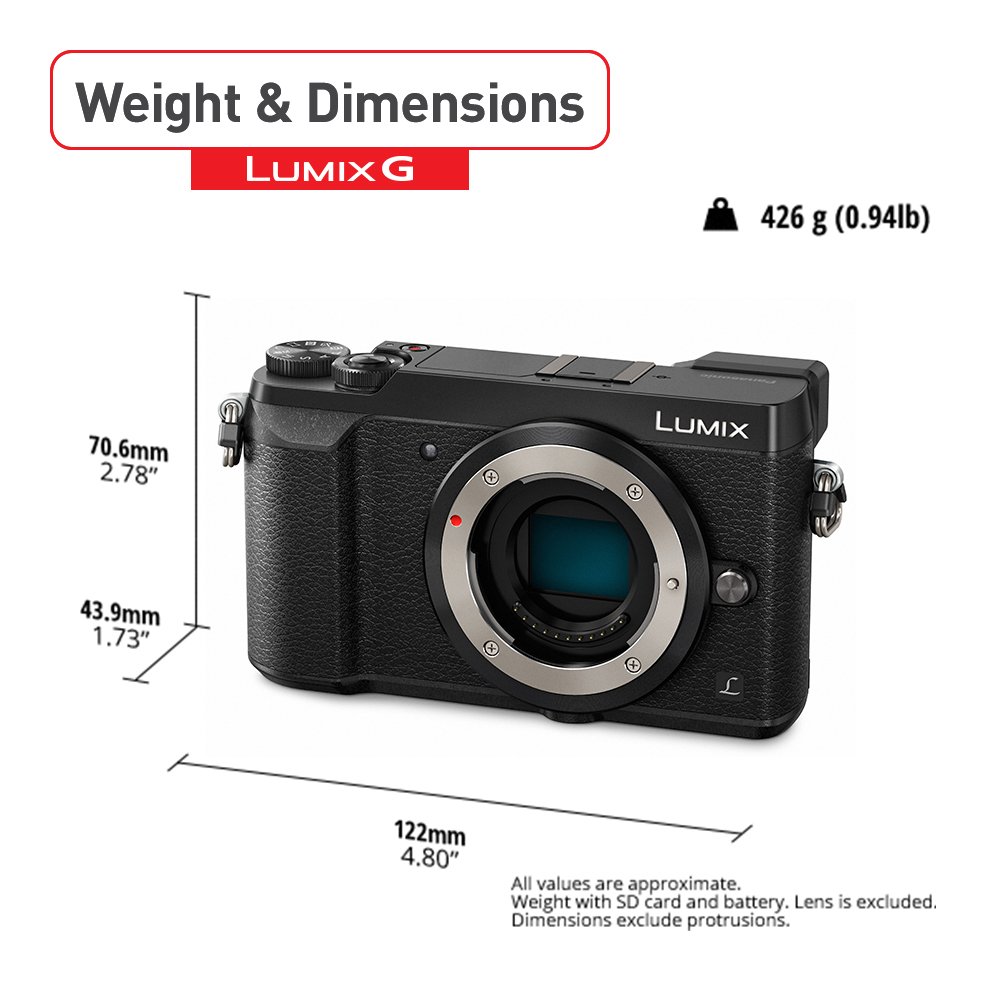 Weight & Dimensions
LUMIX G
426 g (0.94lb)
Panasonic
LUMIX
70.6mm
2.78”
43.9mm
1.73”
L
122mm
4.80”
All values are approximate.
Weight with SD card and battery. Lens is excluded.
Dimensions exclude protrusions.